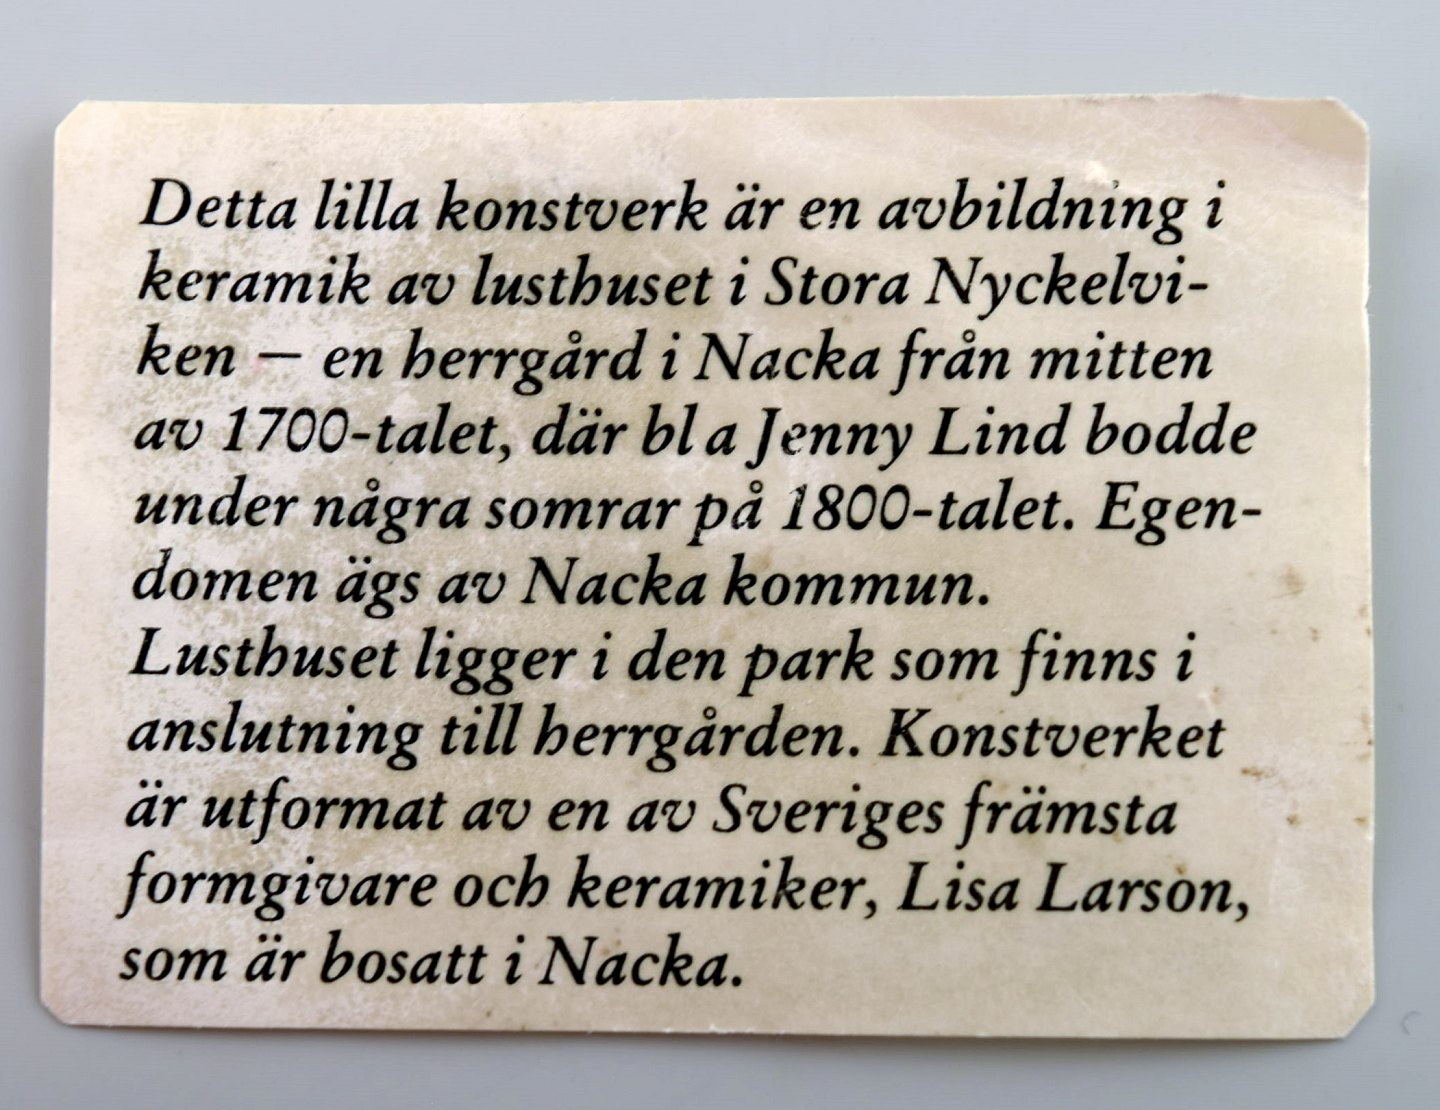 Detta lilla konstverk är en avbildning i
keramik av lusthuset i Stora Nyckelvi-
ken – en herrgård i Nacka från mitten
av 1700-talet, där bl a Jenny Lind bodde
under några somrar på 1800-talet. Egen-
domen ägs av Nacka kommun.
Lusthuset ligger i den park som finns i
anslutning till herrgården. Konstverket
är utformat av en av Sveriges främsta
formgivare och keramiker, Lisa Larson,
som är bosatt i Nacka.